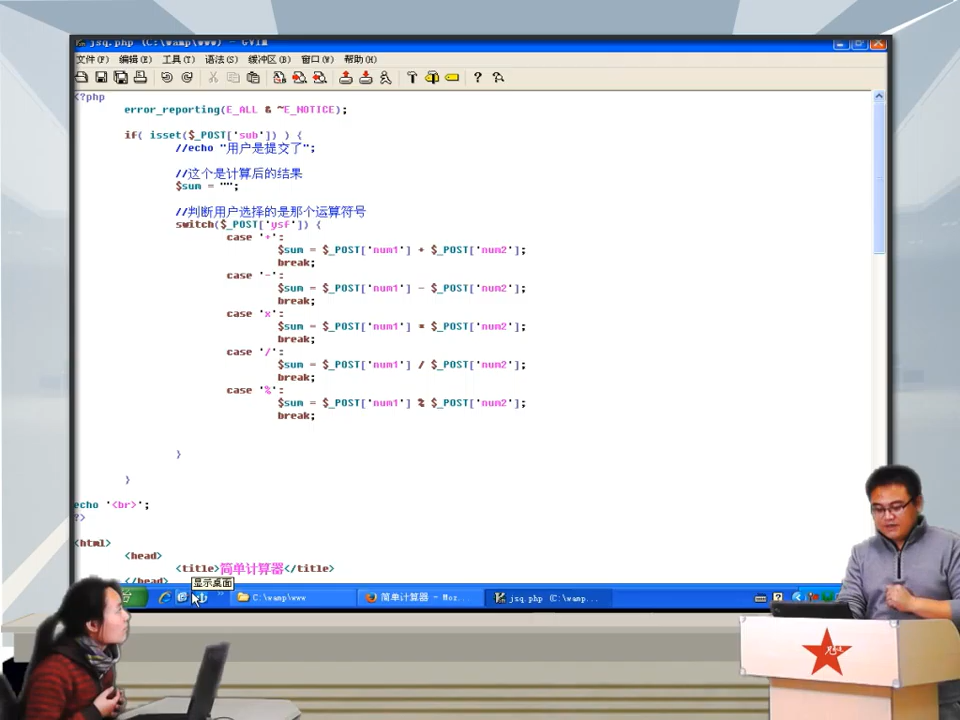 jsq.php (C:\wamp\www) - GVIM
文件(F) 编辑(E) 工具(T) 语法(S) 缓冲区(B) 窗口(W) 帮助(H)
<?php
error_reporting(E_ALL & ~E_NOTICE);
if( isset($_POST['sub']) ) {
//echo "用户是提交了";
//这个是计算后的结果
$sum = "";
//判断用户选择的是那个运算符号
switch($_POST['ysf']) {
case '+':
$sum = $_POST['num1'] + $_POST['num2'];
break;
case '-':
$sum = $_POST['num1'] - $_POST['num2'];
break;
case 'x':
$sum = $_POST['num1'] * $_POST['num2'];
break;
case '/':
$sum = $_POST['num1'] / $_POST['num2'];
break;
case '%':
$sum = $_POST['num1'] % $_POST['num2'];
break;
}
}
echo '<br>';
?>
<html>
<head>
<title>简单计算器</title>
</head>
显示桌面
C:\wamp\www
简单计算器 - Moz...
jsq.php (C:\wamp...